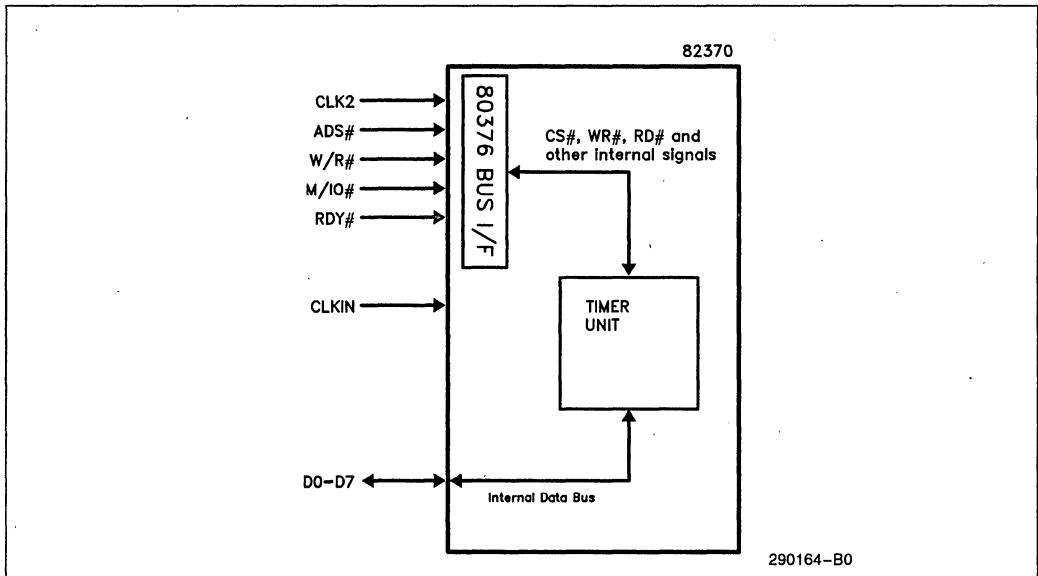 82370
CLK2
ADS#
W/R#
M/IO#
RDY#
CLKIN
D0-D7
80376 BUS I/F
CS#, WR#, RD# and
other internal signals
TIMER
UNIT
Internal Data Bus
290164-B0